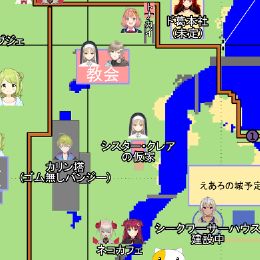 ド葛本社
(未定)
教会
シスター・クレア
の仮家
カリン塔
(ゴム無しバンジー)
えあろの城予定
シークワーサーハウス
建設中
ネコカフェ